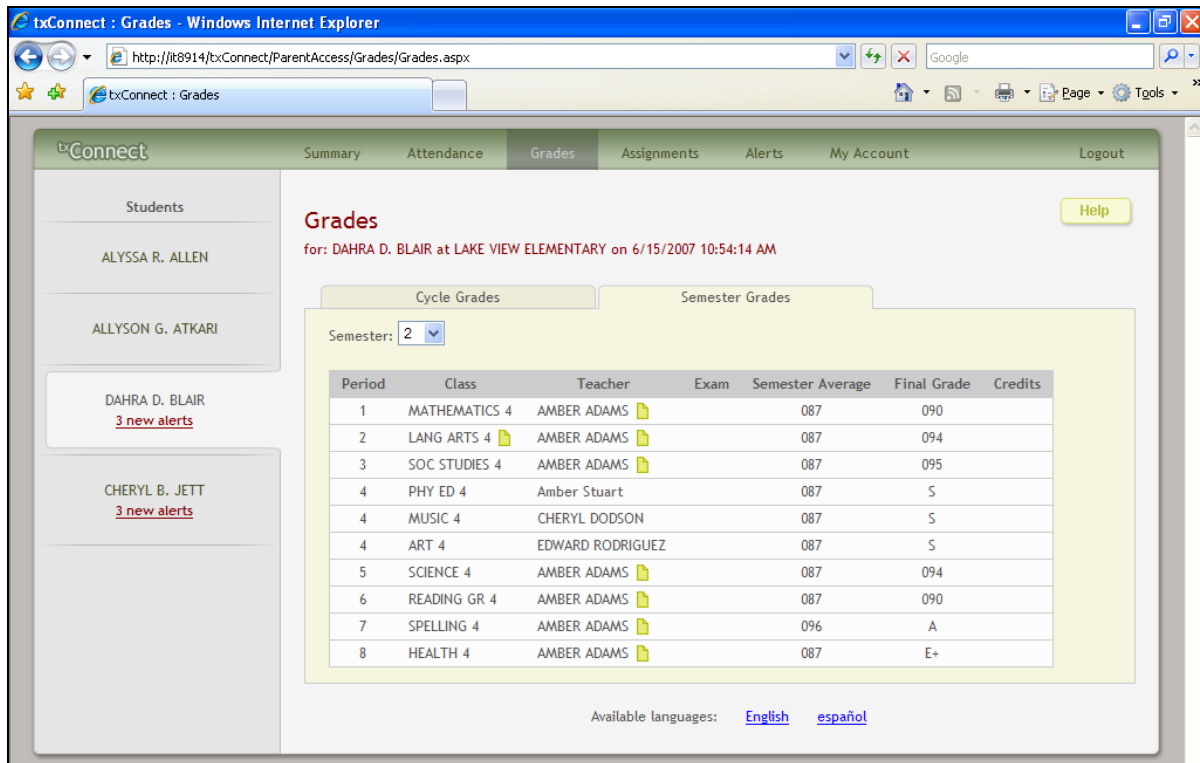 txConnect : Grades - Windows Internet Explorer
http://it8914/txConnect/ParentAccess/Grades/Grades.aspx
Google
txConnect : Grades
Page
Tools
txConnect
Summary Attendance Grades Assignments Alerts My Account Logout
Students
ALYSSA R. ALLEN
ALLYSON G. ATKARI
DAHRA D. BLAIR
3 new alerts
CHERYL B. JETT
3 new alerts
Help
Grades
for: DAHRA D. BLAIR at LAKE VIEW ELEMENTARY on 6/15/2007 10:54:14 AM
Cycle Grades Semester Grades
Semester: 2
Period Class Teacher Exam Semester Average Final Grade Credits
1 MATHEMATICS 4 AMBER ADAMS 087 090
2 LANG ARTS 4 AMBER ADAMS 087 094
3 SOC STUDIES 4 AMBER ADAMS 087 095
4 PHY ED 4 Amber Stuart 087 S
4 MUSIC 4 CHERYL DODSON 087 S
4 ART 4 EDWARD RODRIGUEZ 087 S
5 SCIENCE 4 AMBER ADAMS 087 094
6 READING GR 4 AMBER ADAMS 087 090
7 SPELLING 4 AMBER ADAMS 096 A
8 HEALTH 4 AMBER ADAMS 087 E+
Available languages: English español